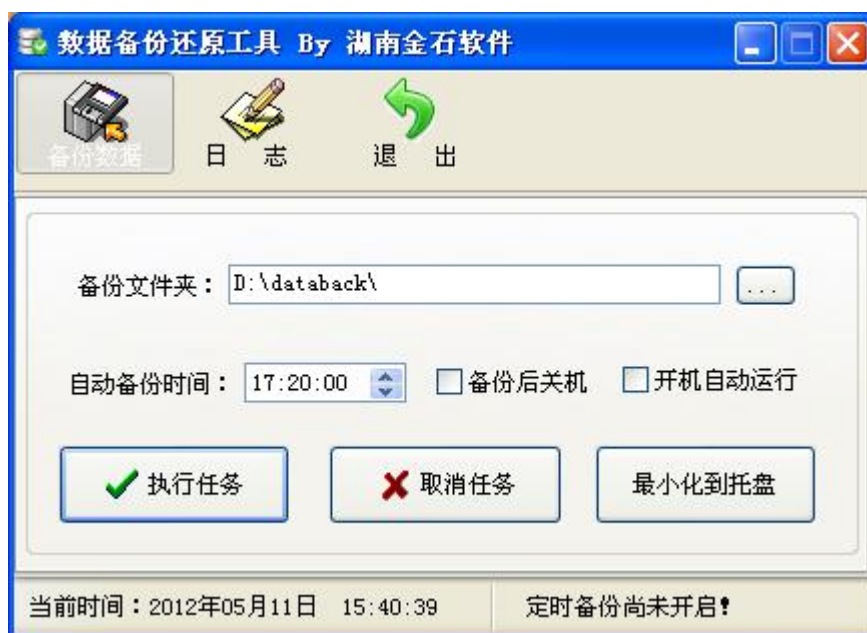 数据备份还原工具 By 湖南金石软件
备份数据 日 志 退 出
备份文件夹： D:\databack\ ...
自动备份时间： 17:20:00 备份后关机 开机自动运行
执行任务 取消任务 最小化到托盘
当前时间：2012年05月11日 15:40:39 定时备份尚未开启！